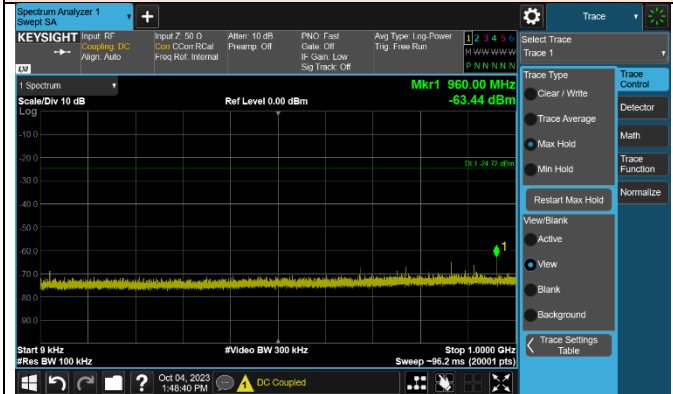 Spectrum Analyzer 1
Swept SA
Trace
KEYSIGHT
Input: RF
Coupling: DC
Align: Auto
Input Z: 50 Ω
Corr CCorr RCal
Freq Ref: Internal
Atten: 10 dB
Preamp: Off
PNO: Fast
Gate: Off
IF Gain: Low
Sig Track: Off
Avg Type: Log-Power
Trig: Free Run
1 2 3 4 5 6
M W W W W W
P N N N N N
LXI
Select Trace
Trace 1
1 Spectrum
Mkr1 960.00 MHz
Scale/Div 10 dB
Ref Level 0.00 dBm
-63.44 dBm
Log
-10.0
-20.0
DL1 -24.72 dBm
-30.0
-40.0
-50.0
-60.0
1
-70.0
-80.0
-90.0
Start 9 kHz
#Video BW 300 kHz
Stop 1.0000 GHz
#Res BW 100 kHz
Sweep ~96.2 ms (20001 pts)
Trace Type
Clear / Write
Trace Average
Max Hold
Min Hold
Restart Max Hold
View/Blank
Active
View
Blank
Background
Trace Settings
Table
Trace
Control
Detector
Math
Trace
Function
Normalize
?
Oct 04, 2023
1:48:40 PM
DC Coupled